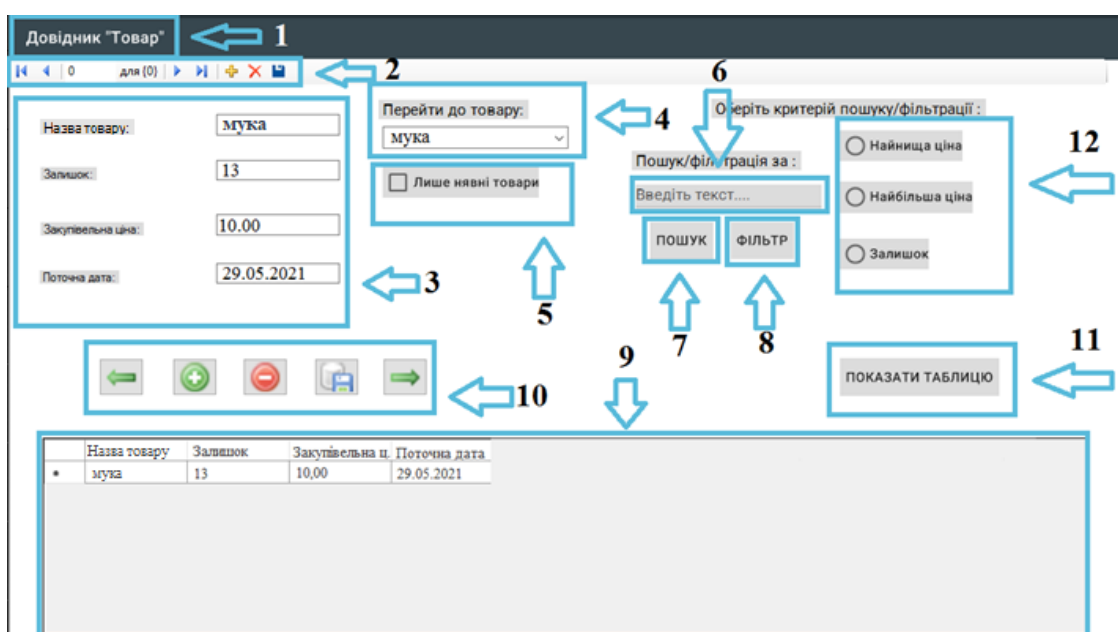 Довідник "Товар" 1
0 для {0} 2
6
Перейти до товару: 4
Оберіть критерій пошуку/фільтрації :
Назва товару: мука
мука
Найнища ціна 12
Пошук/фільтрація за :
Залишок: 13
Лише нявні товари
Введіть текст....
Найбільша ціна
Закупівельна ціна: 10.00
ПОШУК ФІЛЬТР
Залишок
Поточна дата: 29.05.2021 3
5
7 8
9
11
10
ПОКАЗАТИ ТАБЛИЦЮ
Назва товару Залишок Закупівельна ц. Поточна дата
мука 13 10,00 29.05.2021